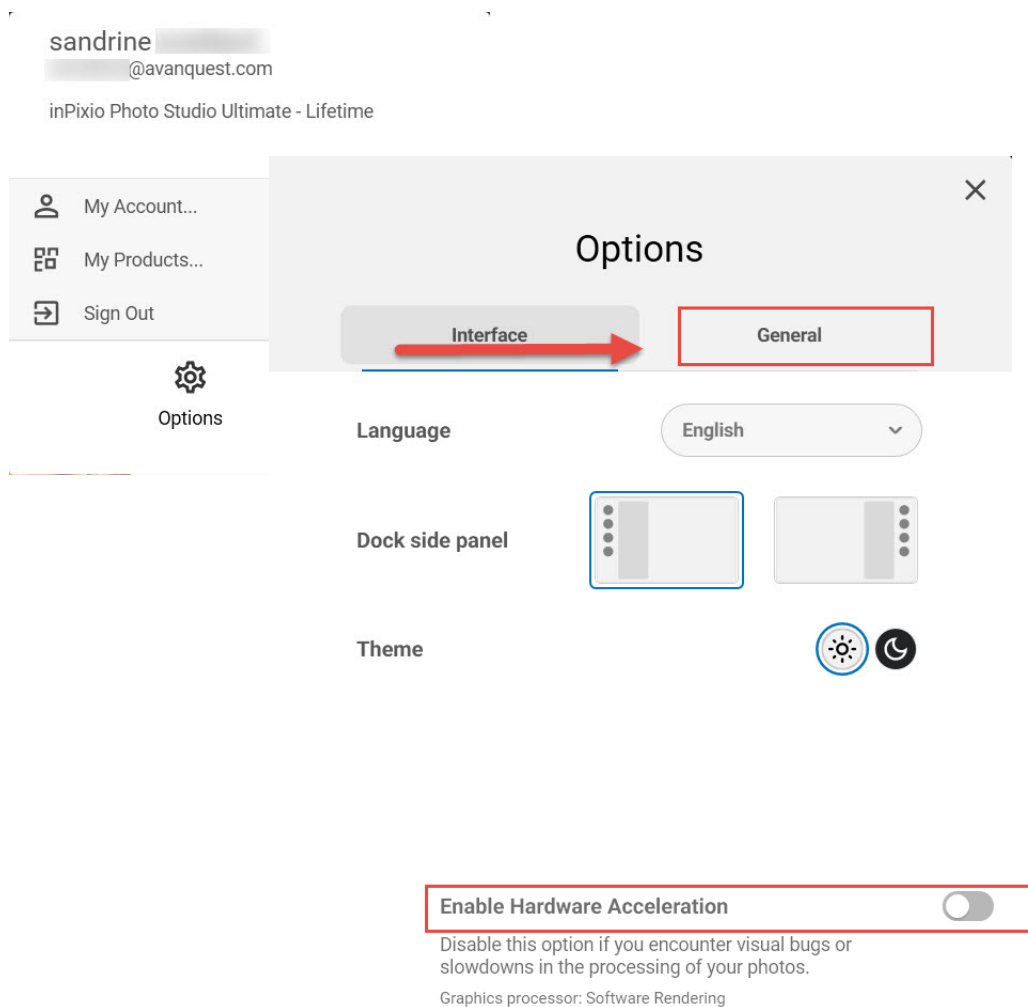 sandrine
@avanquest.com
inPixio Photo Studio Ultimate - Lifetime
My Account...
My Products...
Sign Out
Options
Options
Interface
General
Language
English
Dock side panel
Theme
Enable Hardware Acceleration
Disable this option if you encounter visual bugs or
slowdowns in the processing of your photos.
Graphics processor: Software Rendering